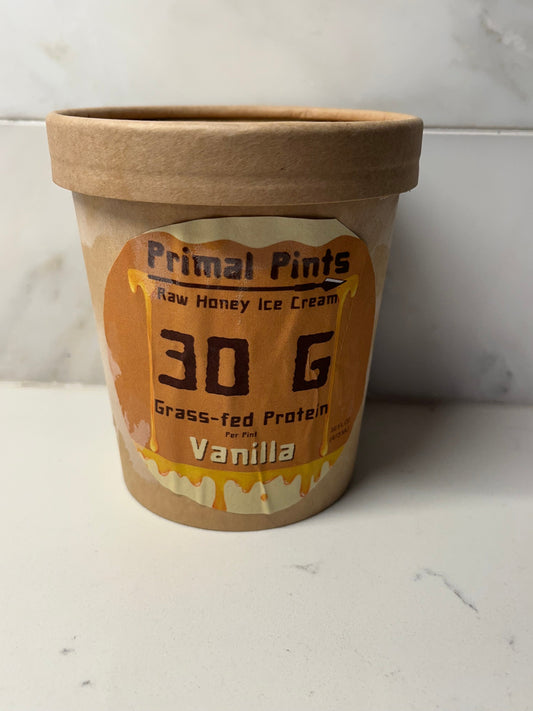 Primal Pints
Raw Honey Ice Cream
30 G
Grass-fed Protein
Per Pint
Vanilla